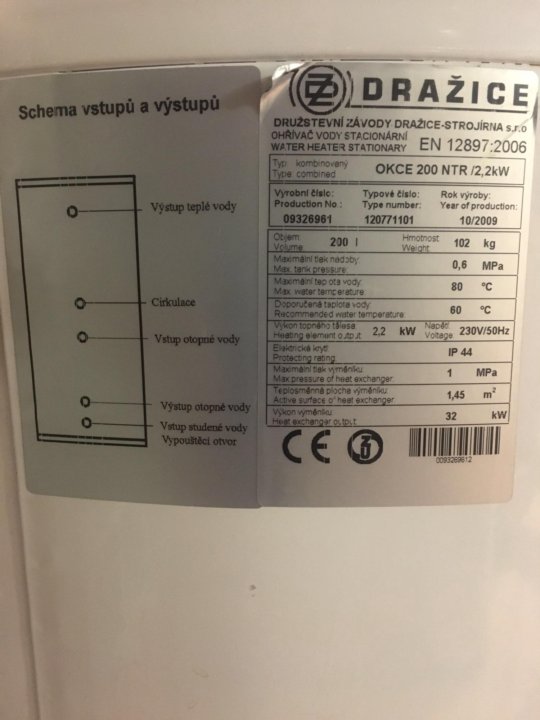 Schema vstupů a výstupů
Výstup teplé vody
Cirkulace
Vstup otopné vody
Výstup otopné vody
Vstup studené vody
Vypouštěcí otvor
DRAŽICE
DRUŽSTEVNÍ ZÁVODY DRAŽICE-STROJÍRNA s.r.o
OHŘÍVAČ VODY STACIONÁRNÍ
WATER HEATER STATIONARY EN 12897:2006
Typ kombinovaný
Type combined
OKCE 200 NTR /2,2kW
Výrobní číslo: Typové číslo: Rok výroby:
Production No.: Type number: Year of production:
09326961 120771101 10/2009
Objem
Volume: 200 l
Hmotnost
Weight: 102 kg
Maximální tlak nádoby:
Max. tank pressure: 0,6 MPa
Maximální teplota vody
Max. water temperature: 80 °C
Doporučená taplota vody
Recommended water temperature: 60 °C
Výkon topného tělesa
Heating element output 2,2 kW
Napětí
Voltage 230V/50Hz
Elektrické krytí
Protecting rating: IP 44
Maximální tlak výměníku
Max pressure of heat exchanger. 1 MPa
Teplosměnná plocha výměníku
Active surface of heat exchanger. 1,45 m²
Výkon výměníku
Heat exchanger output: 32 kW
CE
0093269612